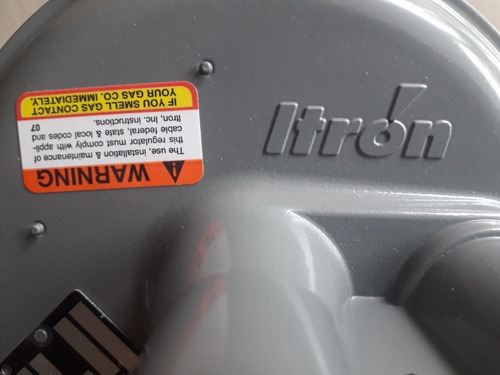 Itrón
WARNING
The use, installation & maintenance of
this regulator must comply with appli-
cable federal, state, & local codes and
Itron, Inc. instructions.
07
IF YOU SMELL GAS CONTACT
YOUR GAS CO. IMMEDIATELY.